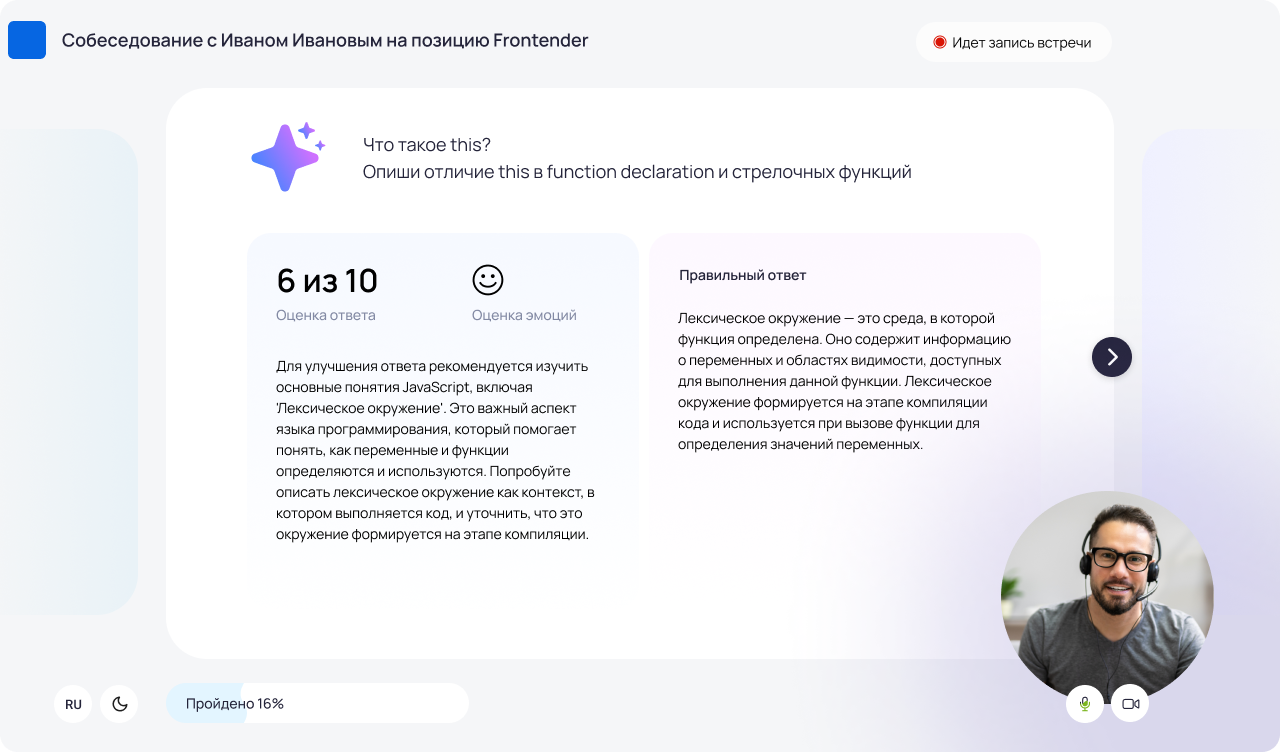 Собеседование с Иваном Ивановым на позицию Frontender
Идет запись встречи
Что такое this?
Опиши отличие this в function declaration и стрелочных функций
6 из 10
Оценка ответа
Оценка эмоций
Для улучшения ответа рекомендуется изучить
основные понятия JavaScript, включая
'Лексическое окружение'. Это важный аспект
языка программирования, который помогает
понять, как переменные и функции
определяются и используются. Попробуйте
описать лексическое окружение как контекст, в
котором выполняется код, и уточнить, что это
окружение формируется на этапе компиляции.
Правильный ответ
Лексическое окружение — это среда, в которой
функция определена. Оно содержит информацию
о переменных и областях видимости, доступных
для выполнения данной функции. Лексическое
окружение формируется на этапе компиляции
кода и используется при вызове функции для
определения значений переменных.
RU
Пройдено 16%